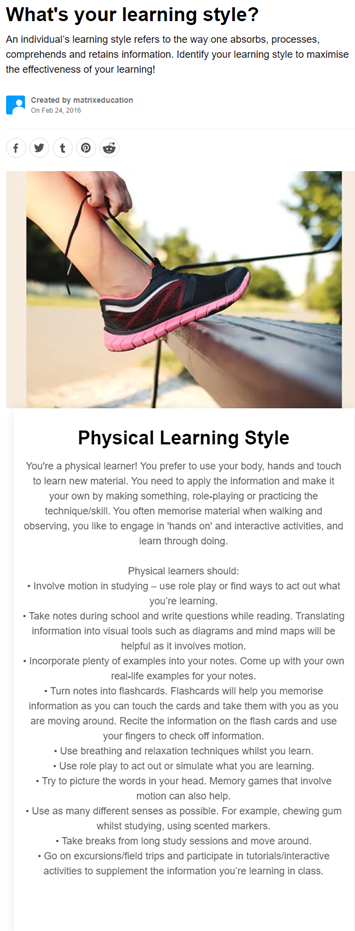 What's your learning style?
An individual's learning style refers to the way one absorbs, processes,
comprehends and retains information. Identify your learning style to maximise
the effectiveness of your learning!
Created by matrixeducation
On Feb 24, 2016
Physical Learning Style
You're a physical learner! You prefer to use your body, hands and touch
to learn new material. You need to apply the information and make it
your own by making something, role-playing or practicing the
technique/skill. You often memorise material when walking and
observing, you like to engage in 'hands on' and interactive activities, and
learn through doing.
Physical learners should:
• Involve motion in studying – use role play or find ways to act out what
you're learning.
• Take notes during school and write questions while reading. Translating
information into visual tools such as diagrams and mind maps will be
helpful as it involves motion.
• Incorporate plenty of examples into your notes. Come up with your own
real-life examples for your notes.
• Turn notes into flashcards. Flashcards will help you memorise
information as you can touch the cards and take them with you as you
are moving around. Recite the information on the flash cards and use
your fingers to check off information.
• Use breathing and relaxation techniques whilst you learn.
• Use role play to act out or simulate what you are learning.
• Try to picture the words in your head. Memory games that involve
motion can also help.
• Use as many different senses as possible. For example, chewing gum
whilst studying, using scented markers.
• Take breaks from long study sessions and move around.
• Go on excursions/field trips and participate in tutorials/interactive
activities to supplement the information you're learning in class.